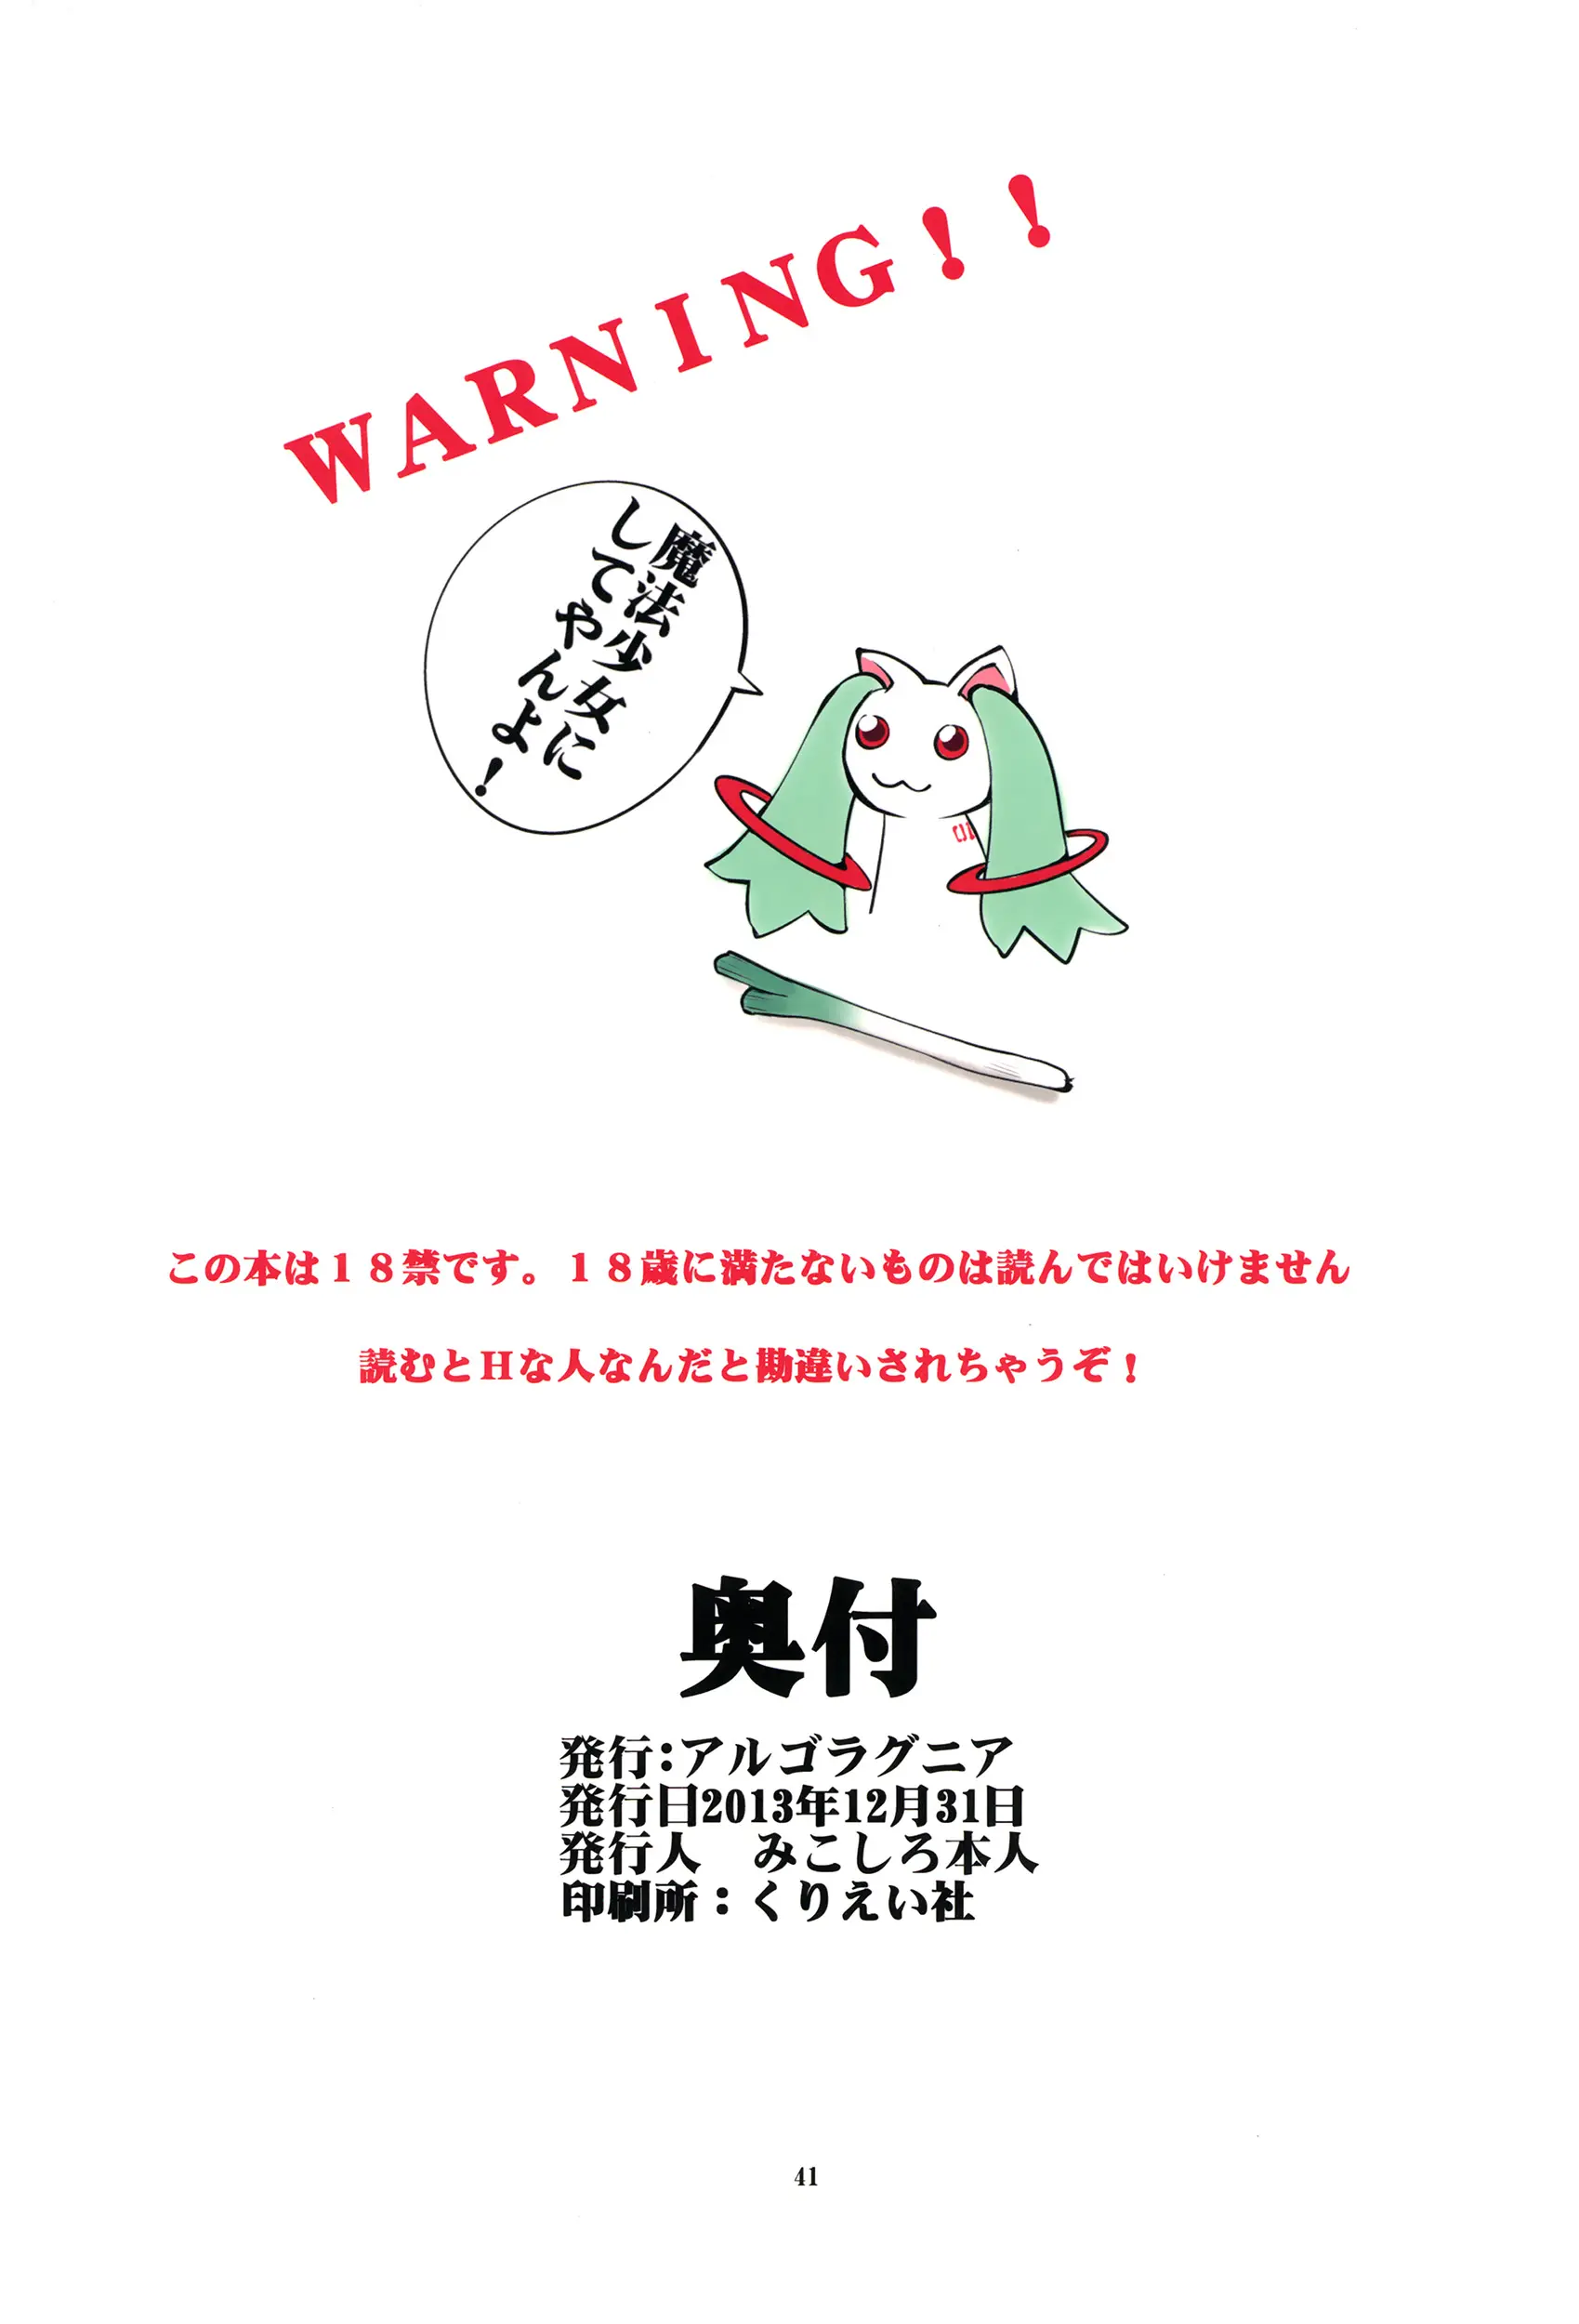 WARNING!!
魔法少女に
してやんよ!
01
この本は18禁です。18歳に満たないものは読んではいけません
読むとHな人なんだと勘違いされちゃうぞ!
奥付
発行:アルゴラグニア
発行日2013年12月31日
発行人 みこしろ本人
印刷所:くりえい社
41